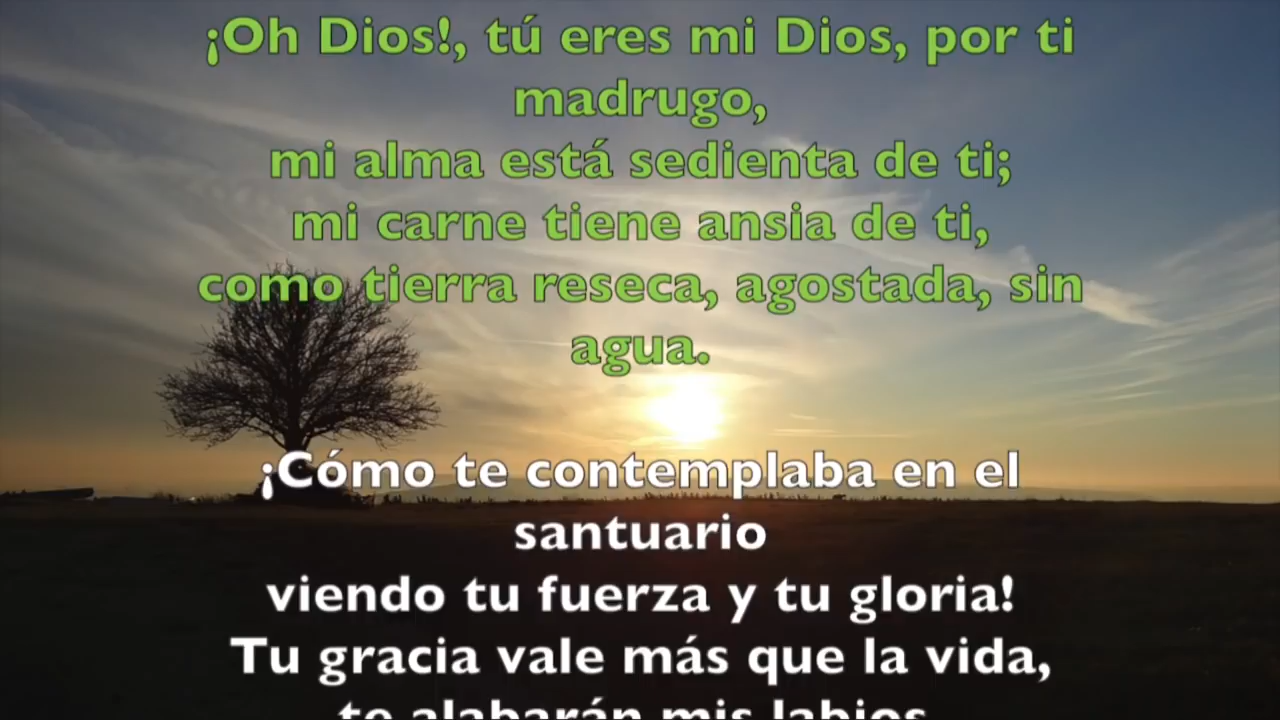 ¡Oh Dios!, tú eres mi Dios, por ti
madrugo,
mi alma está sedienta de ti;
mi carne tiene ansia de ti,
como tierra reseca, agostada, sin
agua.
¡Cómo te contemplaba en el
santuario
viendo tu fuerza y tu gloria!
Tu gracia vale más que la vida,
te alabarán mis labios.